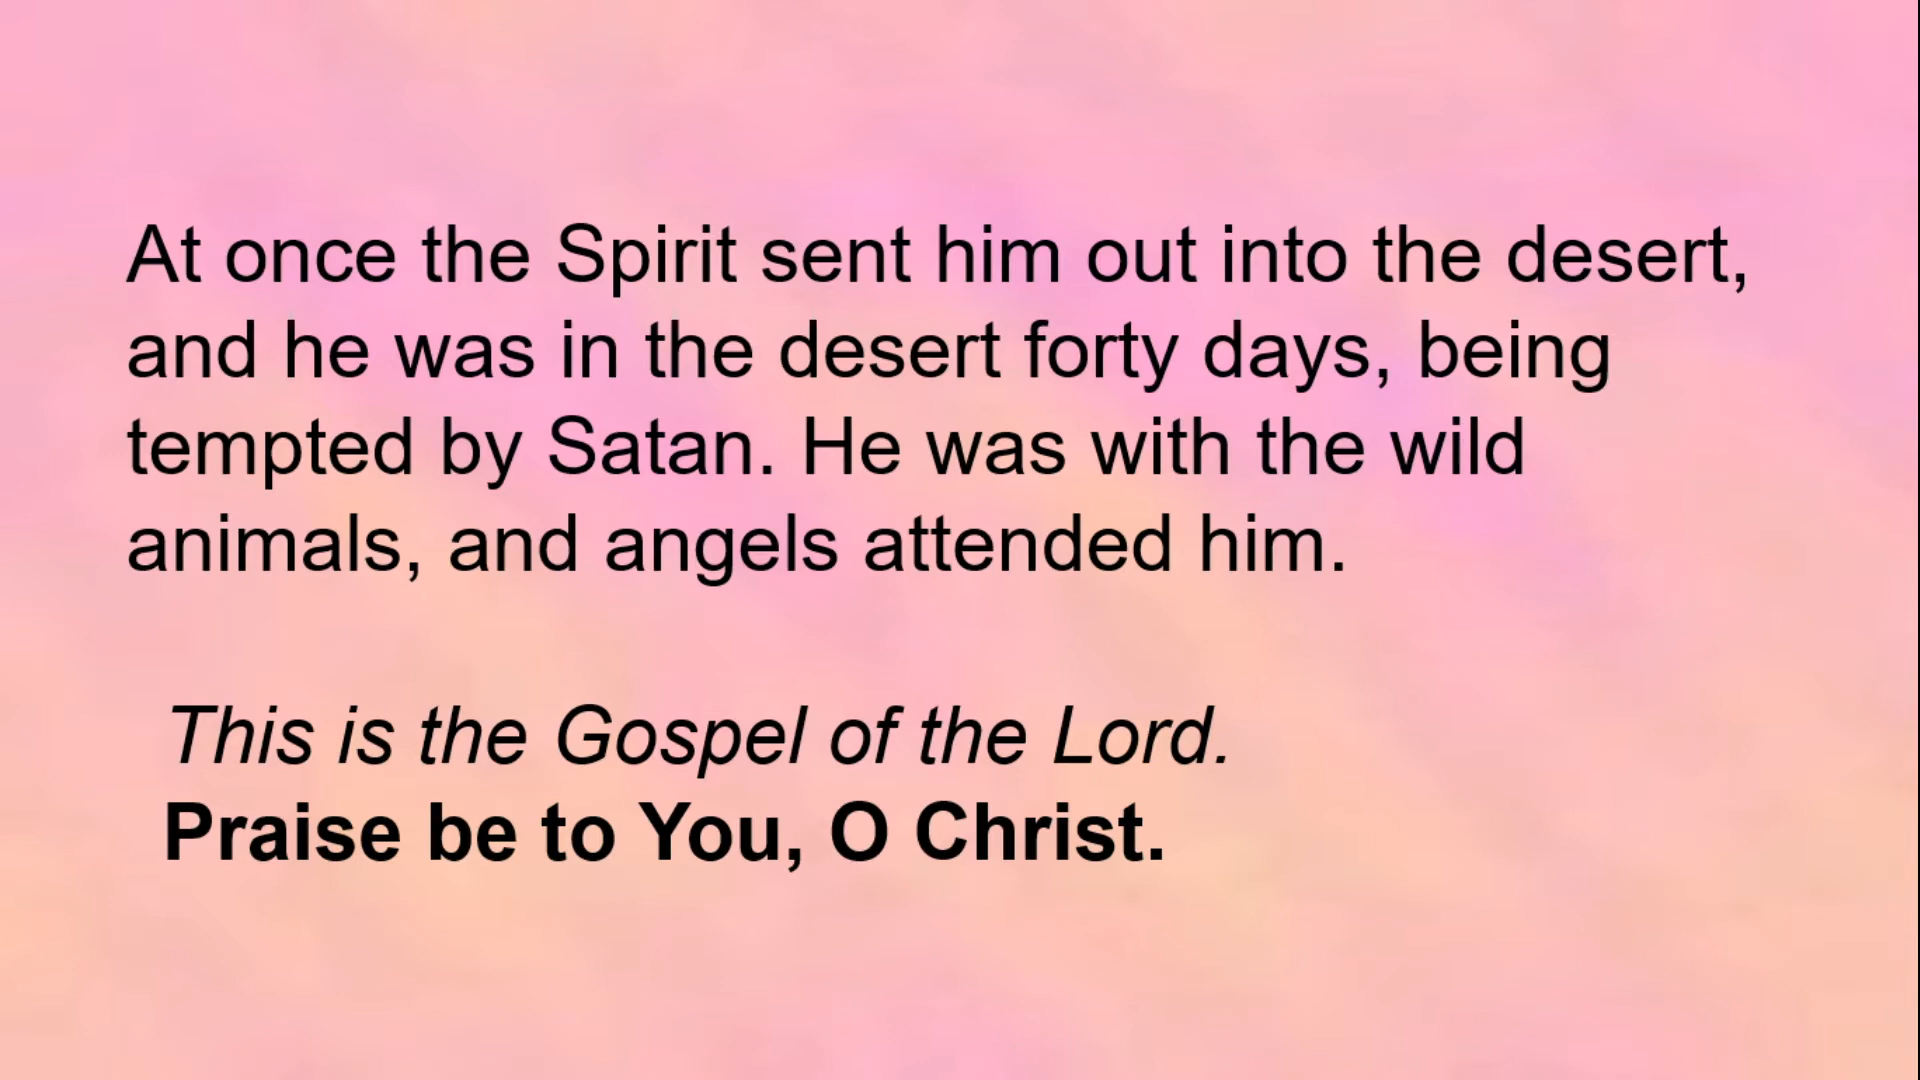 At once the Spirit sent him out into the desert,
and he was in the desert forty days, being
tempted by Satan. He was with the wild
animals, and angels attended him.
This is the Gospel of the Lord.
Praise be to You, O Christ.